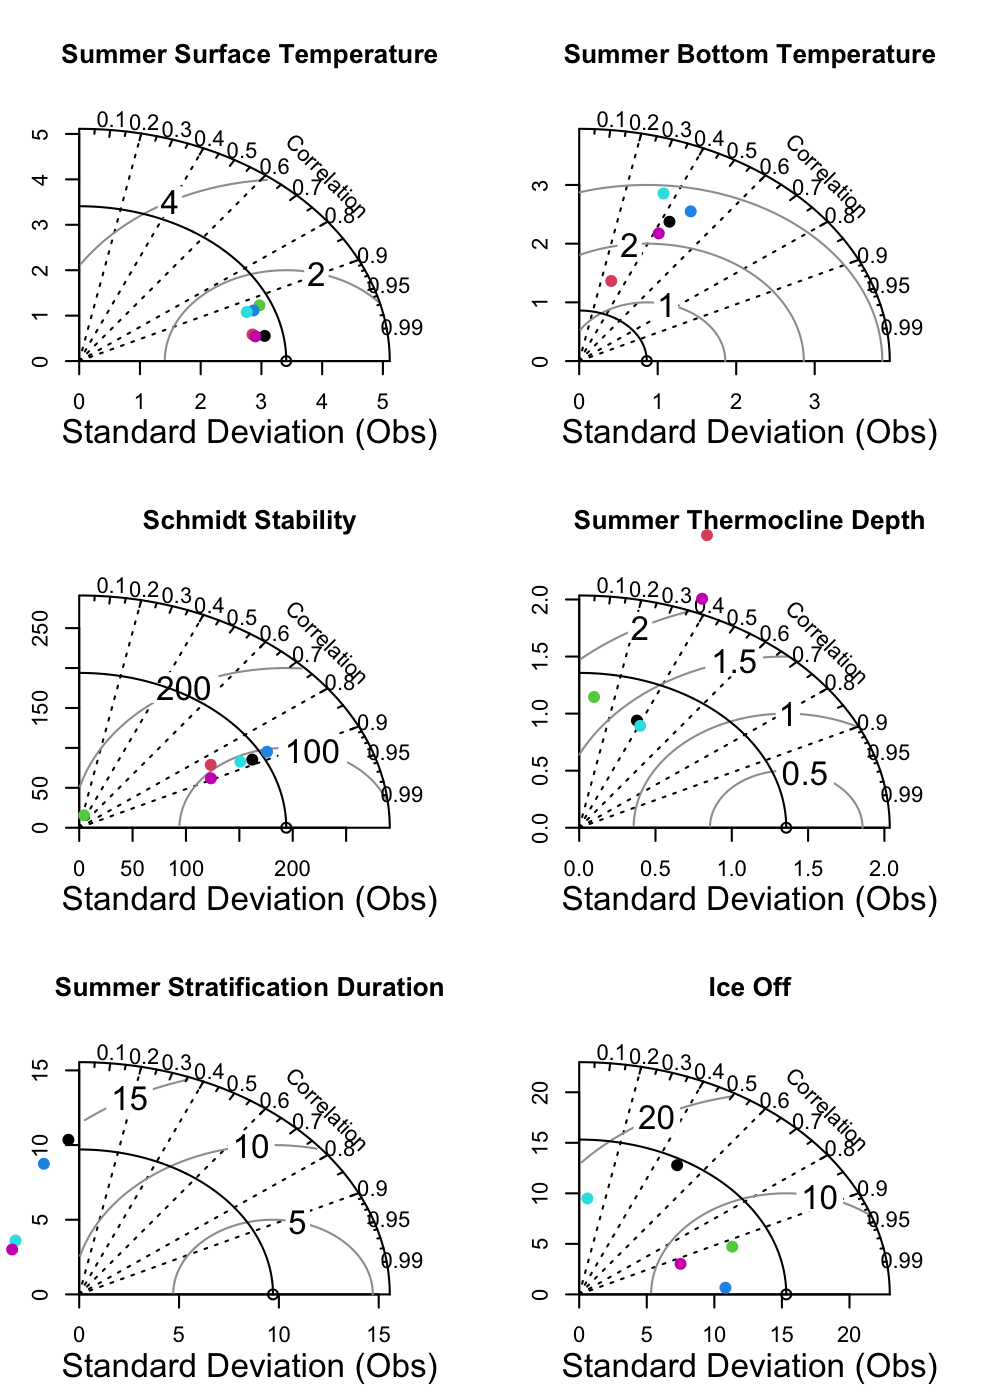 Summer Surface Temperature
0.1 0.2 0.3 0.4 0.5 0.6 0.7 0.8 0.9 0.95 0.99
Correlation
5
4
3
2
1
0
4
2
0 1 2 3 4 5
Standard Deviation (Obs)
Summer Bottom Temperature
0.1 0.2 0.3 0.4 0.5 0.6 0.7 0.8 0.9 0.95 0.99
Correlation
3
2
1
0
2
1
0 1 2 3
Standard Deviation (Obs)
Schmidt Stability
0.1 0.2 0.3 0.4 0.5 0.6 0.7 0.8 0.9 0.95 0.99
Correlation
250
150
50
0
200
100
0 50 100 200
Standard Deviation (Obs)
Summer Thermocline Depth
0.1 0.2 0.3 0.4 0.5 0.6 0.7 0.8 0.9 0.95 0.99
Correlation
2.0
1.5
1.0
0.5
0.0
2
1.5
1
0.5
0.0 0.5 1.0 1.5 2.0
Standard Deviation (Obs)
Summer Stratification Duration
0.1 0.2 0.3 0.4 0.5 0.6 0.7 0.8 0.9 0.95 0.99
Correlation
15
10
5
0
15
10
5
0 5 10 15
Standard Deviation (Obs)
Ice Off
0.1 0.2 0.3 0.4 0.5 0.6 0.7 0.8 0.9 0.95 0.99
Correlation
20
15
10
5
0
20
10
0 5 10 15 20
Standard Deviation (Obs)